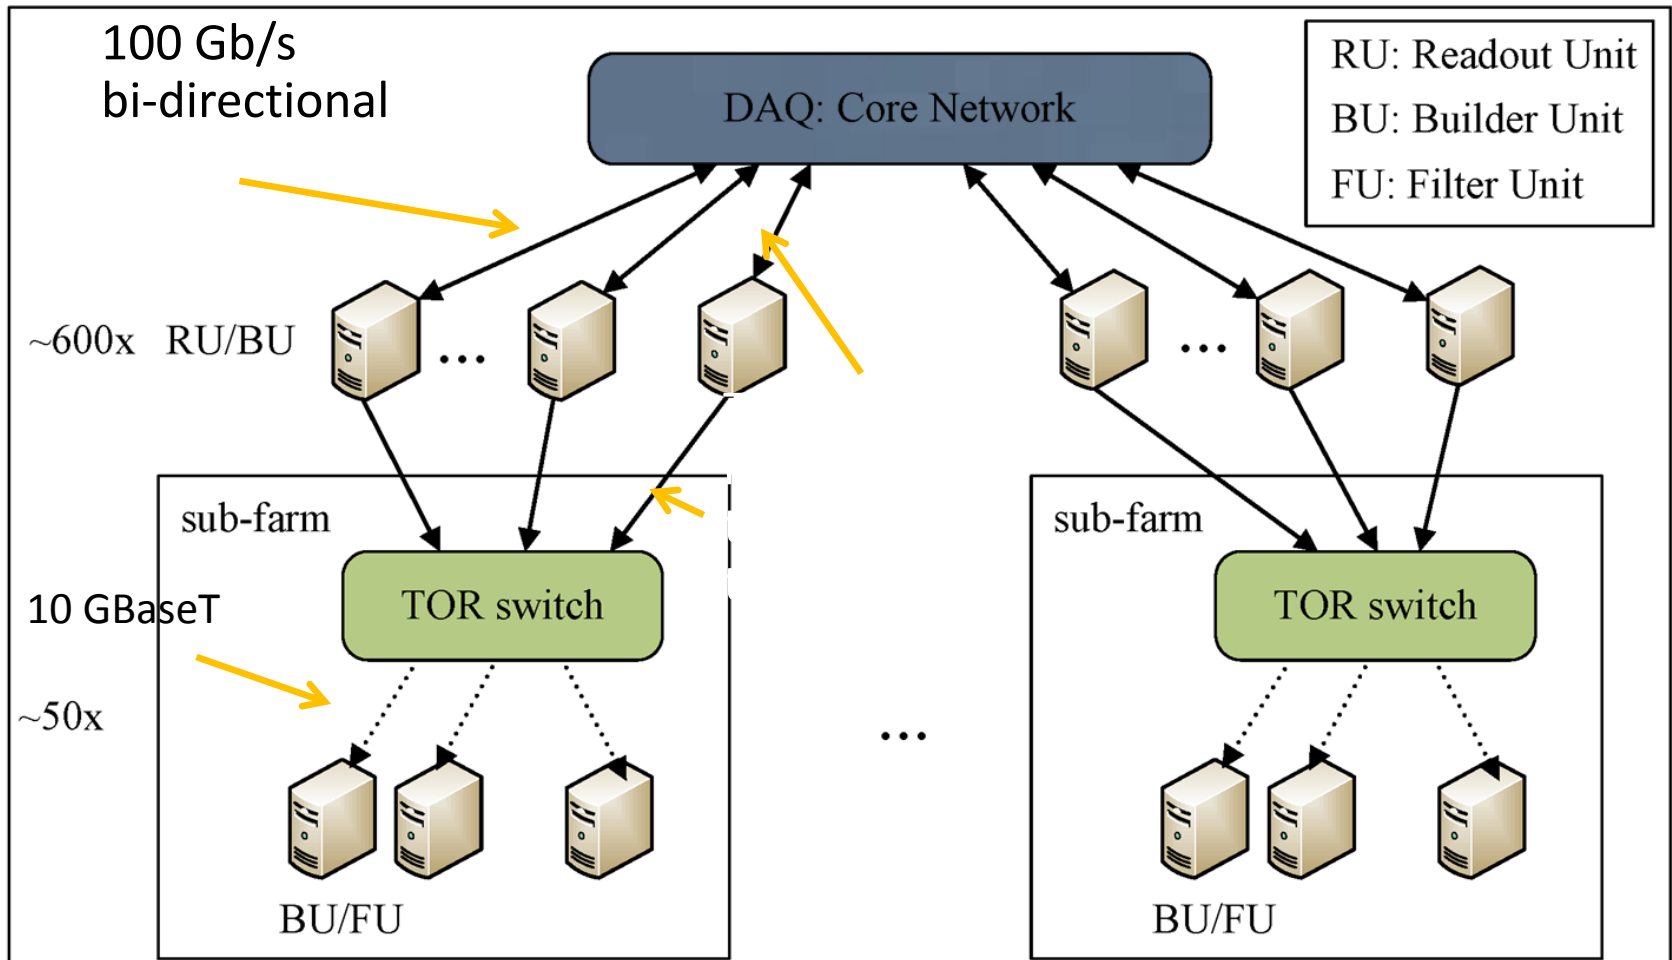 100 Gb/s
bi-directional
DAQ: Core Network
RU: Readout Unit
BU: Builder Unit
FU: Filter Unit
~600x RU/BU
...
...
sub-farm
sub-farm
TOR switch
TOR switch
10 GBaseT
~50x
...
BU/FU
BU/FU